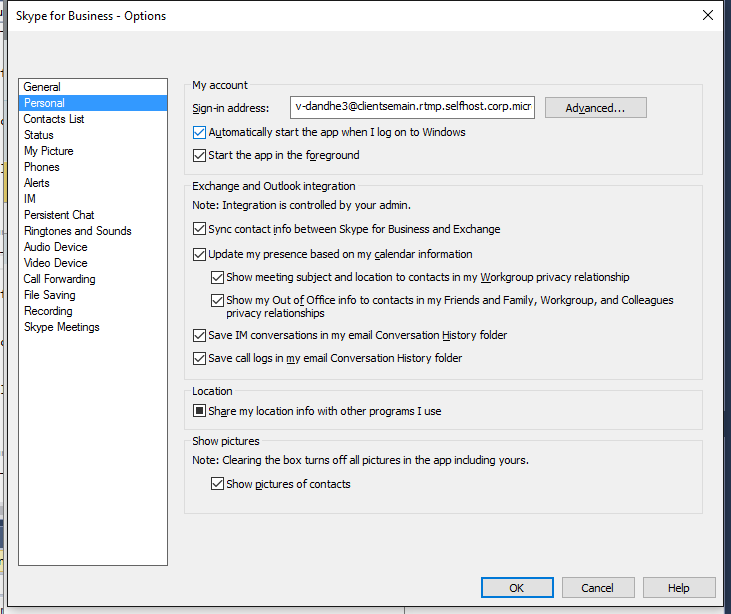 Skype for Business - Options
General
Personal
Contacts List
Status
My Picture
Phones
Alerts
IM
Persistent Chat
Ringtones and Sounds
Audio Device
Video Device
Call Forwarding
File Saving
Recording
Skype Meetings
My account
Sign-in address: v-dandhe3@clientsemain.rtmp.selfhost.corp.micr Advanced...
Automatically start the app when I log on to Windows
Start the app in the foreground
Exchange and Outlook integration
Note: Integration is controlled by your admin.
Sync contact info between Skype for Business and Exchange
Update my presence based on my calendar information
Show meeting subject and location to contacts in my Workgroup privacy relationship
Show my Out of Office info to contacts in my Friends and Family, Workgroup, and Colleagues
privacy relationships
Save IM conversations in my email Conversation History folder
Save call logs in my email Conversation History folder
Location
Share my location info with other programs I use
Show pictures
Note: Clearing the box turns off all pictures in the app including yours.
Show pictures of contacts
OK Cancel Help